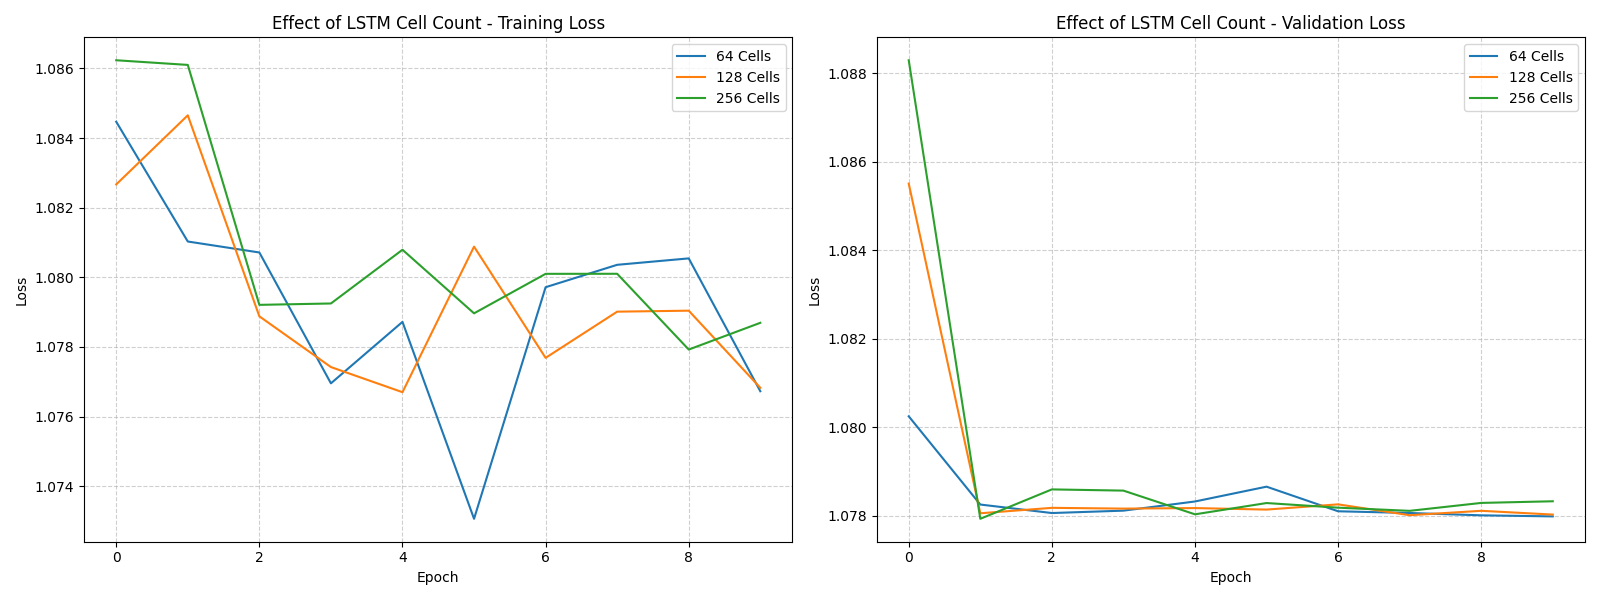 Effect of LSTM Cell Count - Training Loss
64 Cells
128 Cells
256 Cells
1.086
1.084
1.082
1.080
1.078
1.076
1.074
Loss
0
2
4
6
8
Epoch
Effect of LSTM Cell Count - Validation Loss
64 Cells
128 Cells
256 Cells
1.088
1.086
1.084
1.082
1.080
1.078
Loss
0
2
4
6
8
Epoch